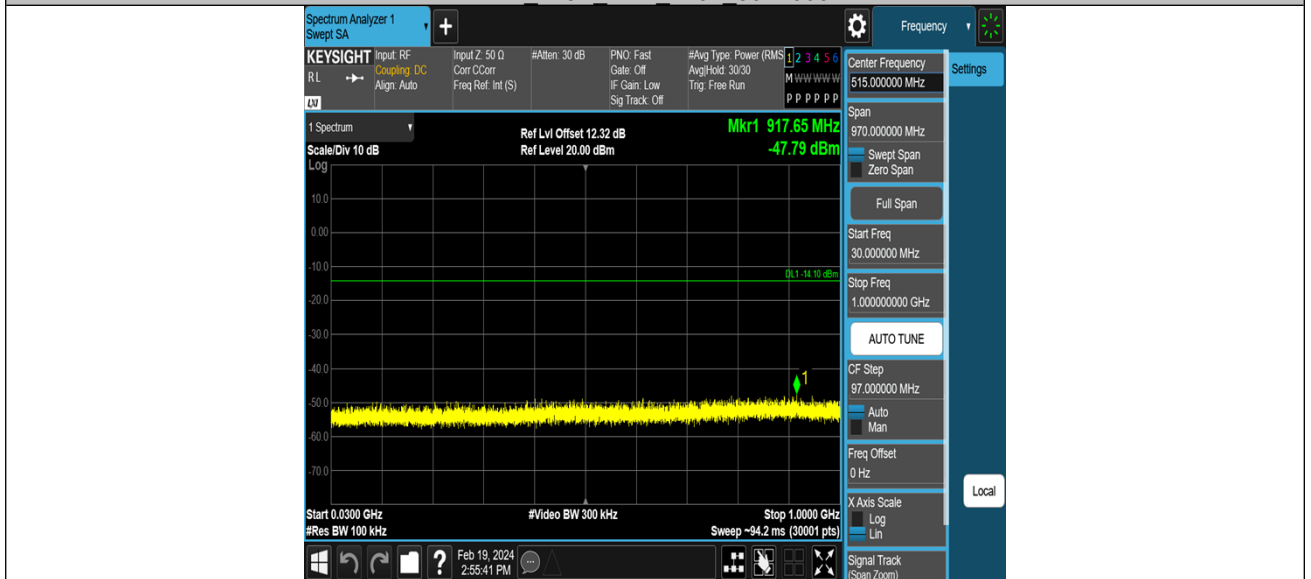 Spectrum Analyzer 1
Swept SA
+
Frequency
KEYSIGHT
RL
LXI
Input: RF
Coupling: DC
Align: Auto
Input Z: 50 Ω
Corr CCorr
Freq Ref: Int (S)
#Atten: 30 dB
PNO: Fast
Gate: Off
IF Gain: Low
Sig Track: Off
#Avg Type: Power (RMS
Avg|Hold: 30/30
Trig: Free Run
1 2 3 4 5 6
M W W W W W
P P P P P P
Center Frequency
515.000000 MHz
Settings
Span
970.000000 MHz
Swept Span
Zero Span
Full Span
Start Freq
30.000000 MHz
Stop Freq
1.000000000 GHz
AUTO TUNE
CF Step
97.000000 MHz
Auto
Man
Freq Offset
0 Hz
X Axis Scale
Log
Lin
Signal Track
(Span Zoom)
Local
1 Spectrum
Scale/Div 10 dB
Log
Ref Lvl Offset 12.32 dB
Ref Level 20.00 dBm
Mkr1 917.65 MHz
-47.79 dBm
10.0
0.00
-10.0
DL1 -14.10 dBm
-20.0
-30.0
-40.0
1
-50.0
-60.0
-70.0
Start 0.0300 GHz
#Res BW 100 kHz
#Video BW 300 kHz
Stop 1.0000 GHz
Sweep ~94.2 ms (30001 pts)
?
Feb 19, 2024
2:55:41 PM